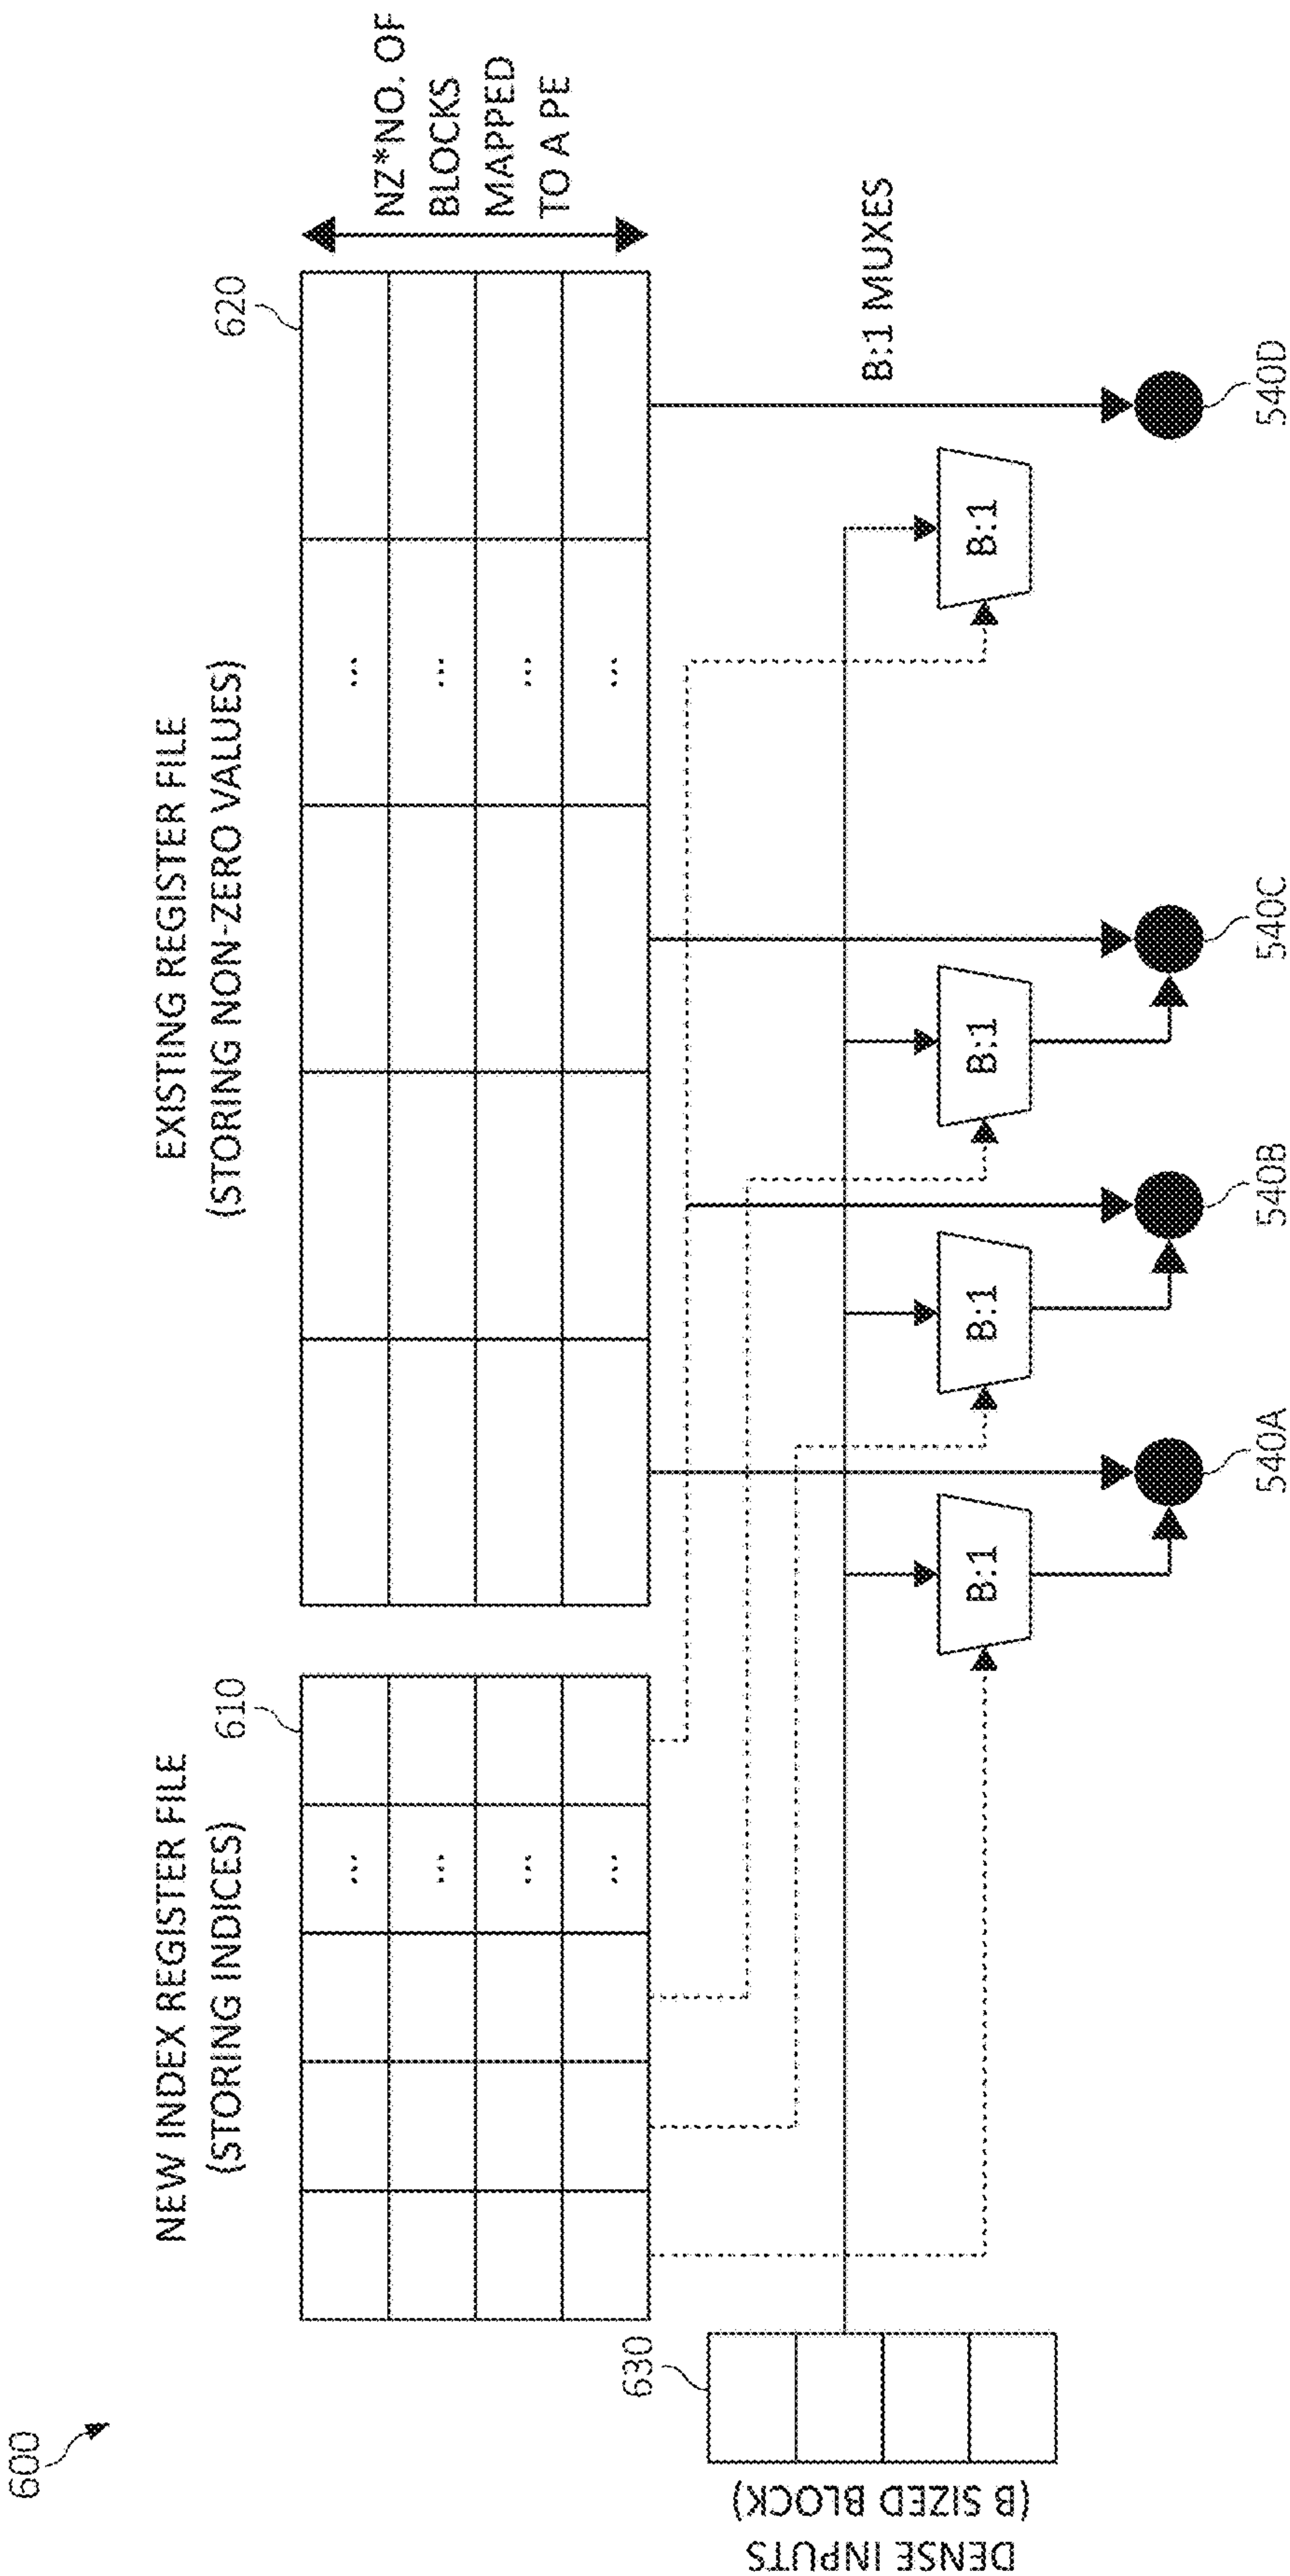 600
NEW INDEX REGISTER FILE
(STORING INDICES)
610
EXISTING REGISTER FILE
(STORING NON-ZERO VALUES)
620
...
...
...
...
...
...
...
...
NZ*NO. OF
BLOCKS
MAPPED
TO A PE
630
DENSE INPUTS
(B SIZED BLOCK)
B:1
B:1
B:1
B:1
B:1 MUXES
540A
540B
540C
540D